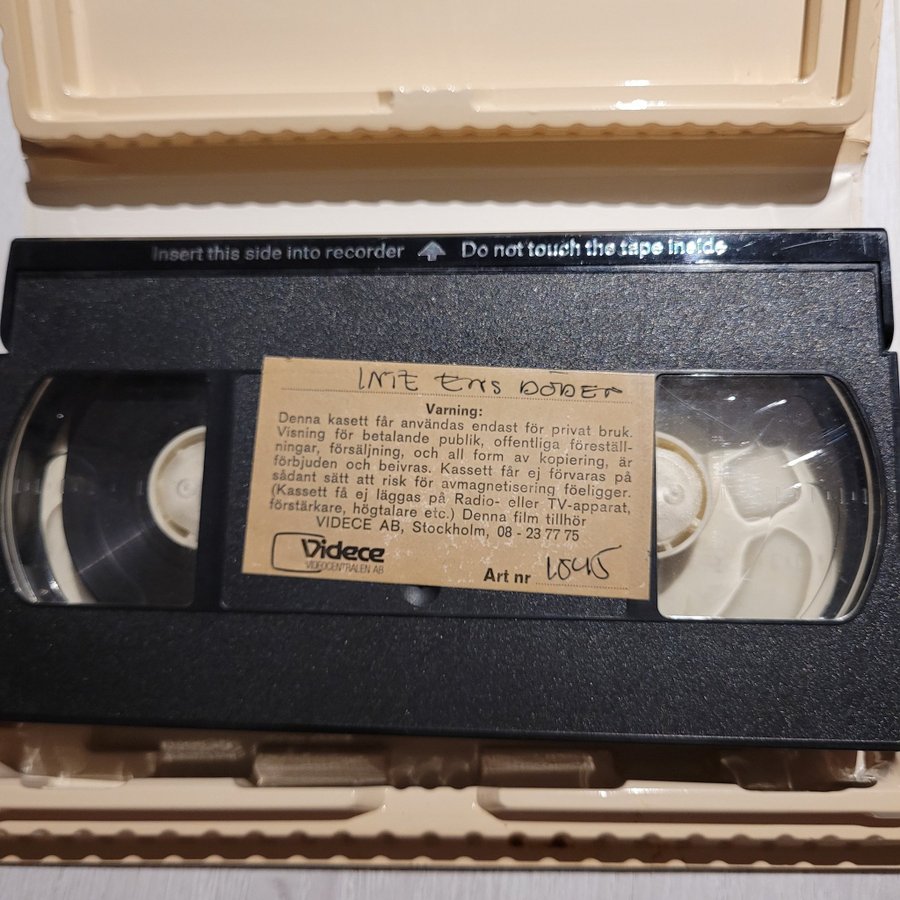 Insert this side into recorder Do not touch the tape inside
INTE ENS DÖDEN
Varning:
Denna kasett får användas endast för privat bruk.
Visning för betalande publik, offentliga föreställ-
ningar, försäljning, och all form av kopiering, är
förbjuden och beivras. Kassett får ej förvaras på
sådant sätt att risk för avmagnetisering föeligger.
(Kassett få ej läggas på Radio- eller TV-apparat,
förstärkare, högtalare etc.) Denna film tillhör
VIDECE AB, Stockholm, 08 - 23 77 75
Videce
VIDEOCENTRALEN AB
Art nr 1045